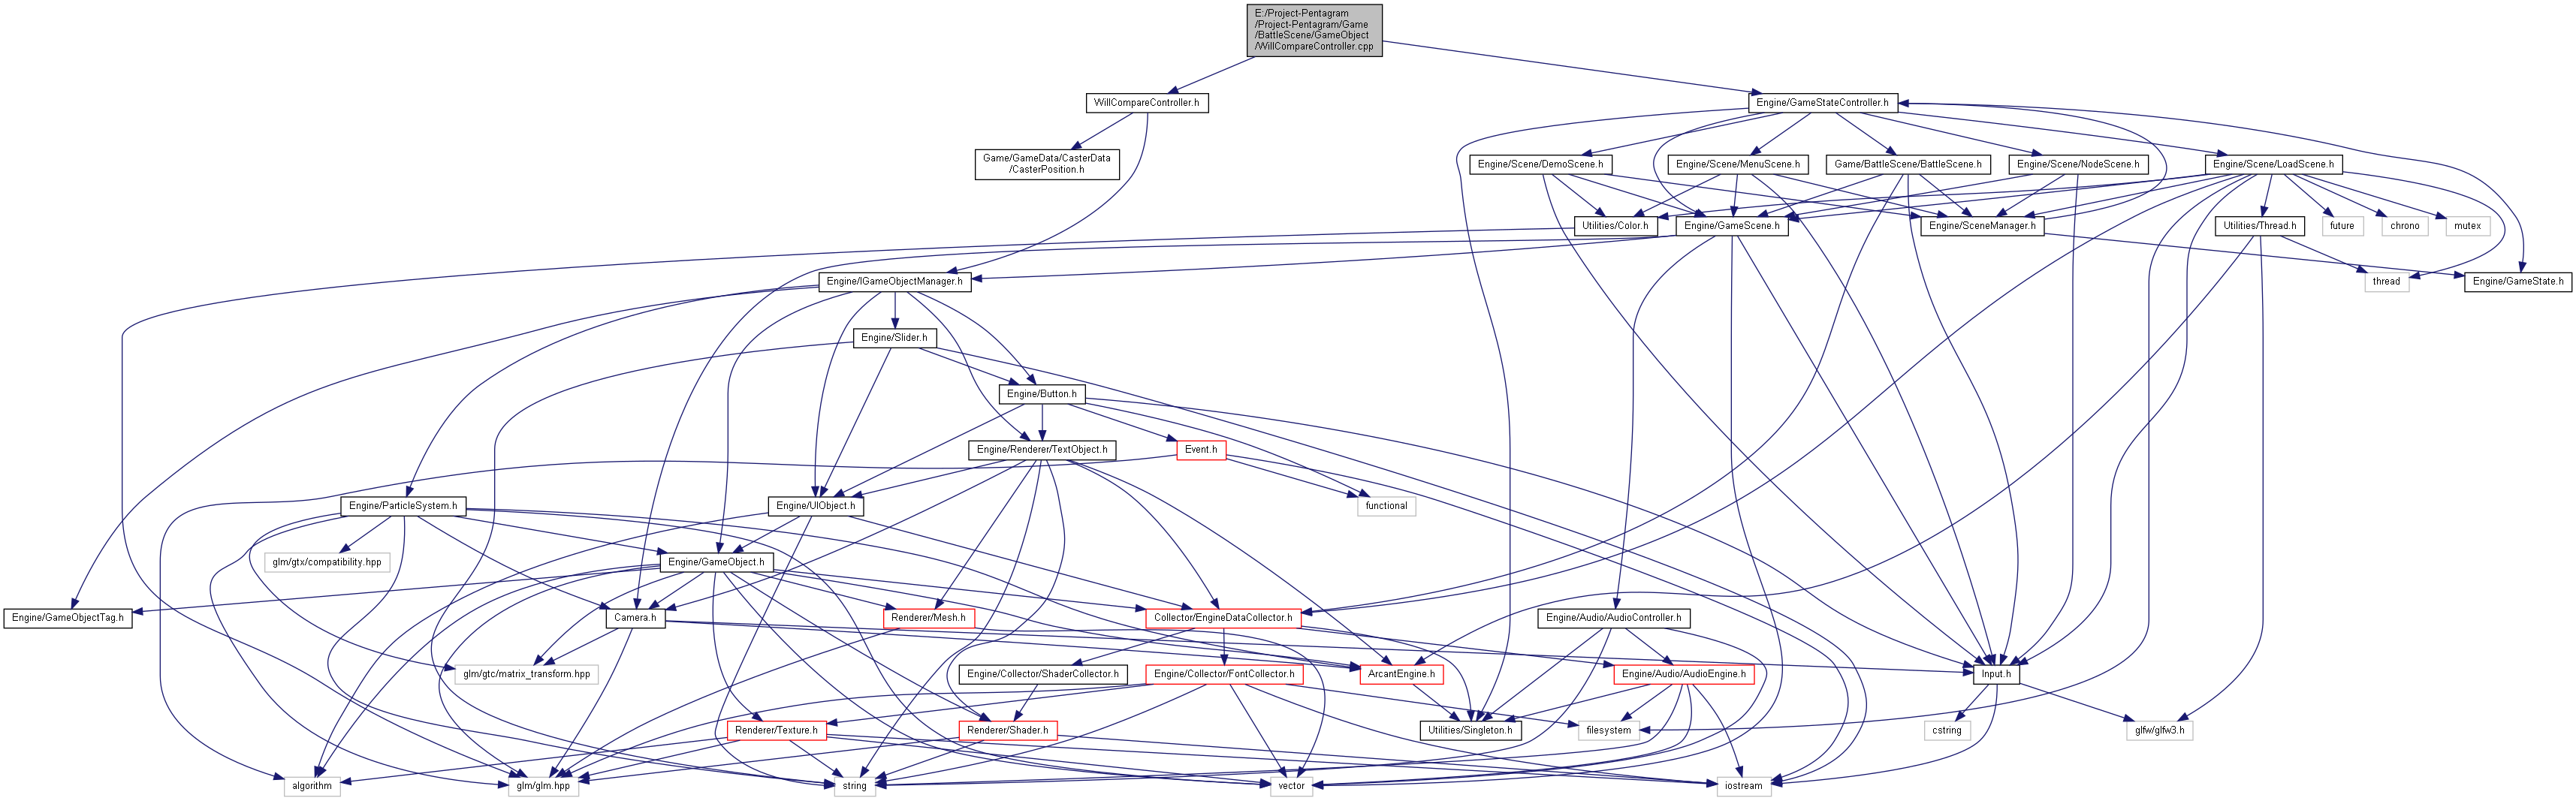 E:/Project-Pentagram
/Project-Pentagram/Game
/BattleScene/GameObject
/WillCompareController.cpp
WillCompareController.h
Engine/GameStateController.h
Game/GameData/CasterData
/CasterPosition.h
Engine/Scene/DemoScene.h
Engine/Scene/MenuScene.h
Game/BattleScene/BattleScene.h
Engine/Scene/NodeScene.h
Engine/Scene/LoadScene.h
Utilities/Color.h
Engine/GameScene.h
Engine/SceneManager.h
Utilities/Thread.h
future
chrono
mutex
Engine/IGameObjectManager.h
thread
Engine/GameState.h
Engine/Slider.h
Engine/Button.h
Engine/Renderer/TextObject.h
Event.h
Engine/ParticleSystem.h
Engine/UIObject.h
functional
glm/gtx/compatibility.hpp
Engine/GameObject.h
Engine/GameObjectTag.h
Camera.h
Renderer/Mesh.h
Collector/EngineDataCollector.h
Engine/Audio/AudioController.h
glm/gtc/matrix_transform.hpp
Engine/Collector/ShaderCollector.h
Engine/Collector/FontCollector.h
ArcantEngine.h
Engine/Audio/AudioEngine.h
Input.h
Renderer/Texture.h
Renderer/Shader.h
Utilities/Singleton.h
filesystem
cstring
glfw/glfw3.h
algorithm
glm/glm.hpp
string
vector
iostream